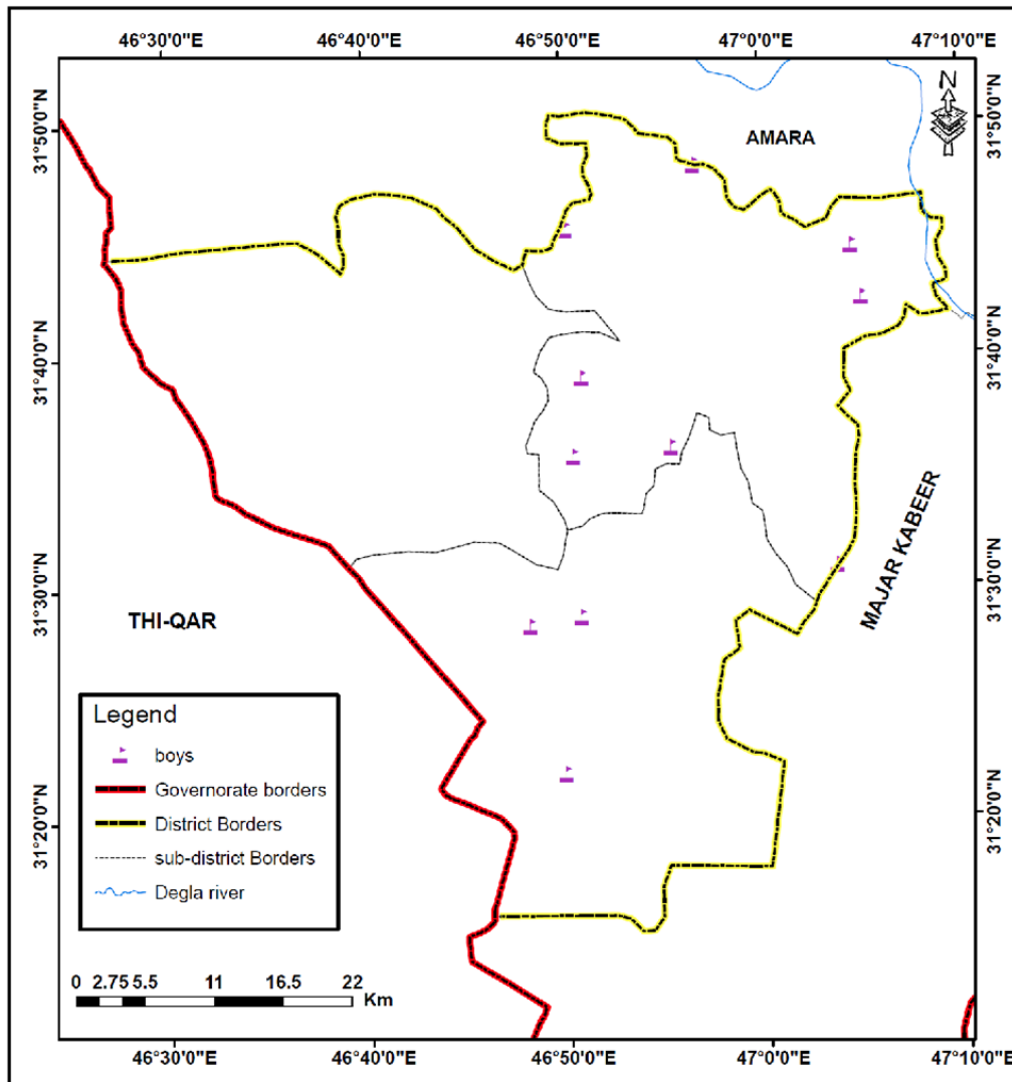 46°30'0"E 46°40'0"E 46°50'0"E 47°0'0"E 47°10'0"E
N
31°50'0"N
31°50'0"N
AMARA
31°40'0"N
31°40'0"N
MAJAR KABEER
31°30'0"N
31°30'0"N
THI-QAR
Legend
boys
Governorate borders
District Borders
sub-district Borders
Degla river
31°20'0"N
31°20'0"N
0 2.75 5.5 11 16.5 22
Km
46°30'0"E 46°40'0"E 46°50'0"E 47°0'0"E 47°10'0"E